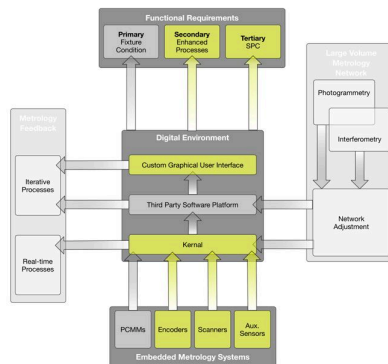 Functional Requirements
Primary
Fixture
Condition
Secondary
Enhanced
Processes
Tertiary
SPC
Large Volume
Metrology
Network
Photogrammetry
Interferometry
Network
Adjustment
Metrology
Feedback
Iterative
Processes
Real-time
Processes
Digital Environment
Custom Graphical User Interface
Third Party Software Platform
Kernal
PCMMs
Encoders
Scanners
Aux.
Sensors
Embedded Metrology Systems